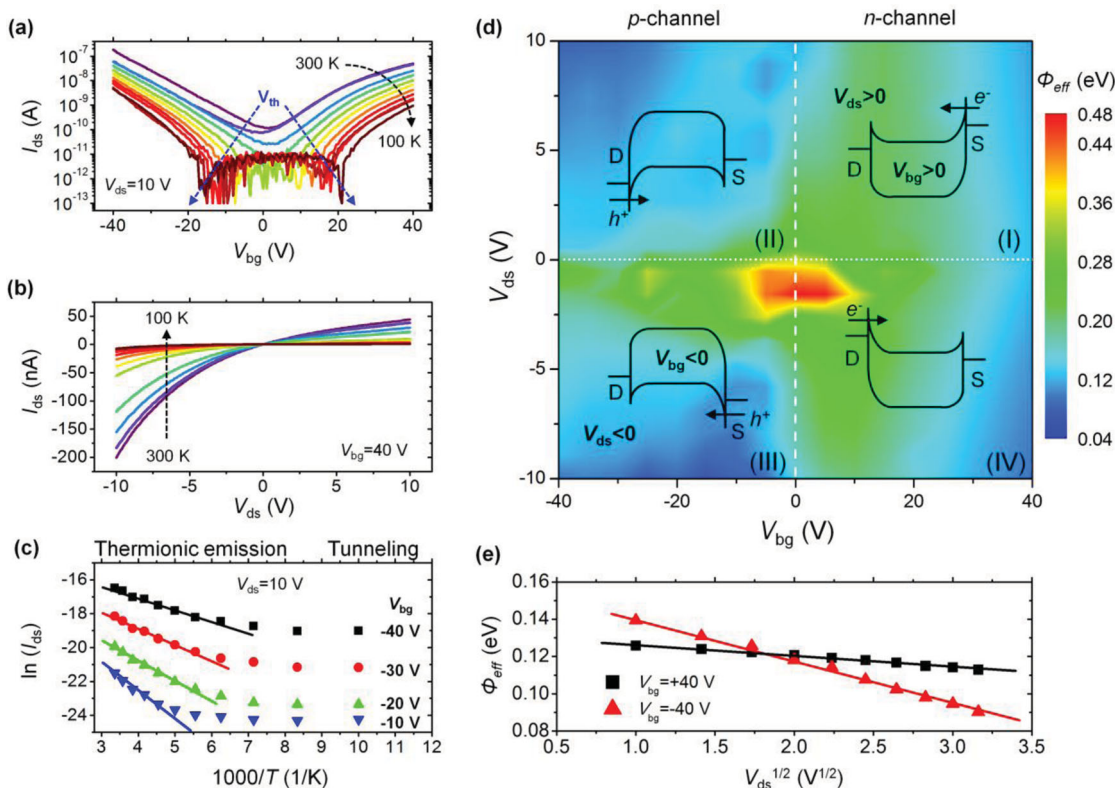 (a)
10⁻⁷
10⁻⁸
10⁻⁹
10⁻¹⁰
10⁻¹¹
10⁻¹²
10⁻¹³
I_ds (A)
300 K
V_th
100 K
V_ds=10 V
-40 -20 0 20 40
V_bg (V)
(b)
50
0
-50
-100
-150
-200
I_ds (nA)
100 K
300 K
V_bg=40 V
-10 -5 0 5 10
V_ds (V)
(c)
Thermionic emission Tunneling
V_ds=10 V
V_bg
-40 V
-30 V
-20 V
-10 V
-16
-18
-20
-22
-24
ln (I_ds)
3 4 5 6 7 8 9 10 11 12
1000/T (1/K)
(d)
p-channel n-channel
10
5
0
-5
-10
V_ds (V)
D
S
h⁺
(II)
V_ds>0
e⁻
S
D
V_bg>0
(I)
V_bg<0
D
S
h⁺
V_ds<0
(III)
e⁻
D
S
(IV)
-40 -20 0 20 40
V_bg (V)
Φ_eff (eV)
0.48
0.44
0.36
0.28
0.20
0.12
0.04
(e)
0.16
0.14
0.12
0.10
0.08
Φ_eff (eV)
V_bg=+40 V
V_bg=-40 V
0.5 1.0 1.5 2.0 2.5 3.0 3.5
V_ds^1/2 (V^1/2)